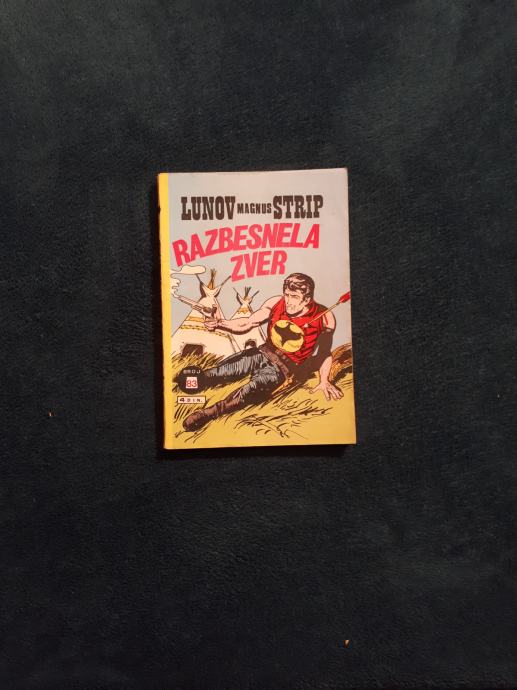 LUNOV MAGNUS STRIP
RAZBESNELA
ZVER
BROJ
83
4 DIN.